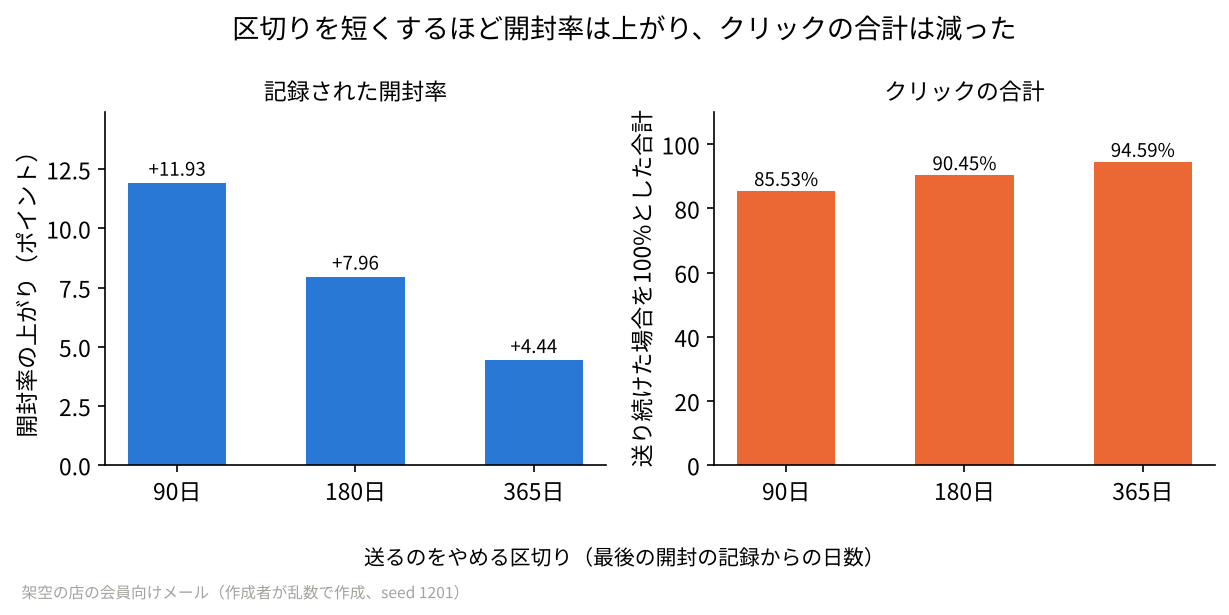 区切りを短くするほど開封率は上がり、クリックの合計は減った
記録された開封率
開封率の上がり（ポイント）
12.5
10.0
7.5
5.0
2.5
0.0
+11.93
+7.96
+4.44
90日
180日
365日
クリックの合計
送り続けた場合を100%とした合計
100
80
60
40
20
0
85.53%
90.45%
94.59%
90日
180日
365日
送るのをやめる区切り（最後の開封の記録からの日数）
架空の店の会員向けメール（作成者が乱数で作成、seed 1201）